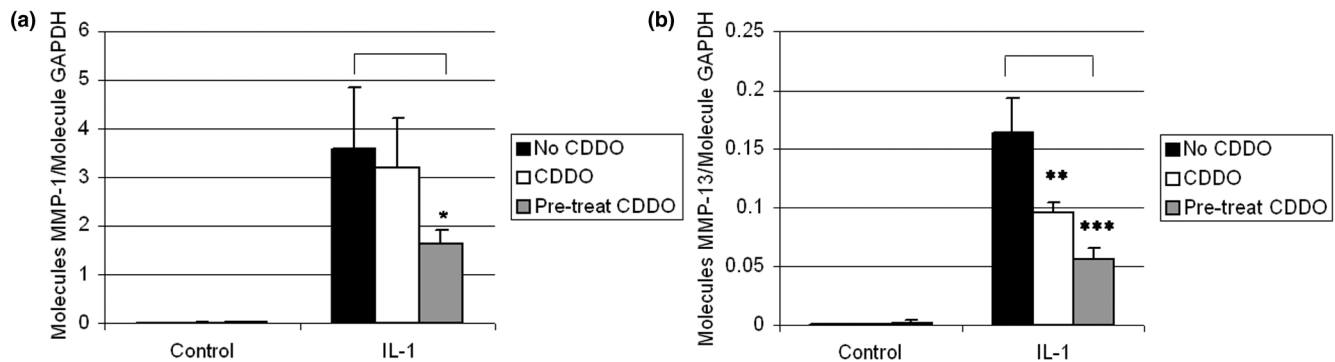 (a)
Molecules MMP-1/Molecule GAPDH
6
5
4
3
2
1
0
*
Control
IL-1
No CDDO
CDDO
Pre-treat CDDO
(b)
Molecules MMP-13/Molecule GAPDH
0.25
0.2
0.15
0.1
0.05
0
**
***
Control
IL-1
No CDDO
CDDO
Pre-treat CDDO